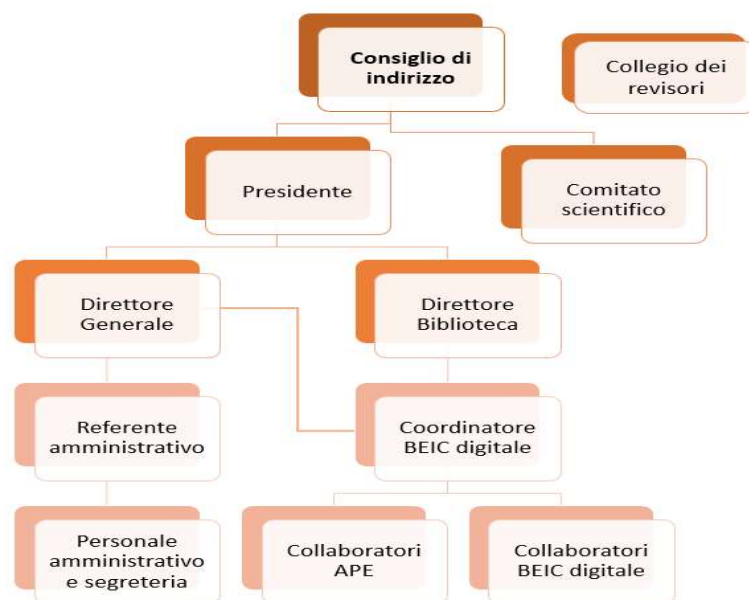 Consiglio di
indirizzo
Collegio dei
revisori
Presidente
Comitato
scientifico
Direttore
Generale
Direttore
Biblioteca
Referente
amministrativo
Coordinatore
BEIC digitale
Personale
amministrativo
e segreteria
Collaboratori
APE
Collaboratori
BEIC digitale